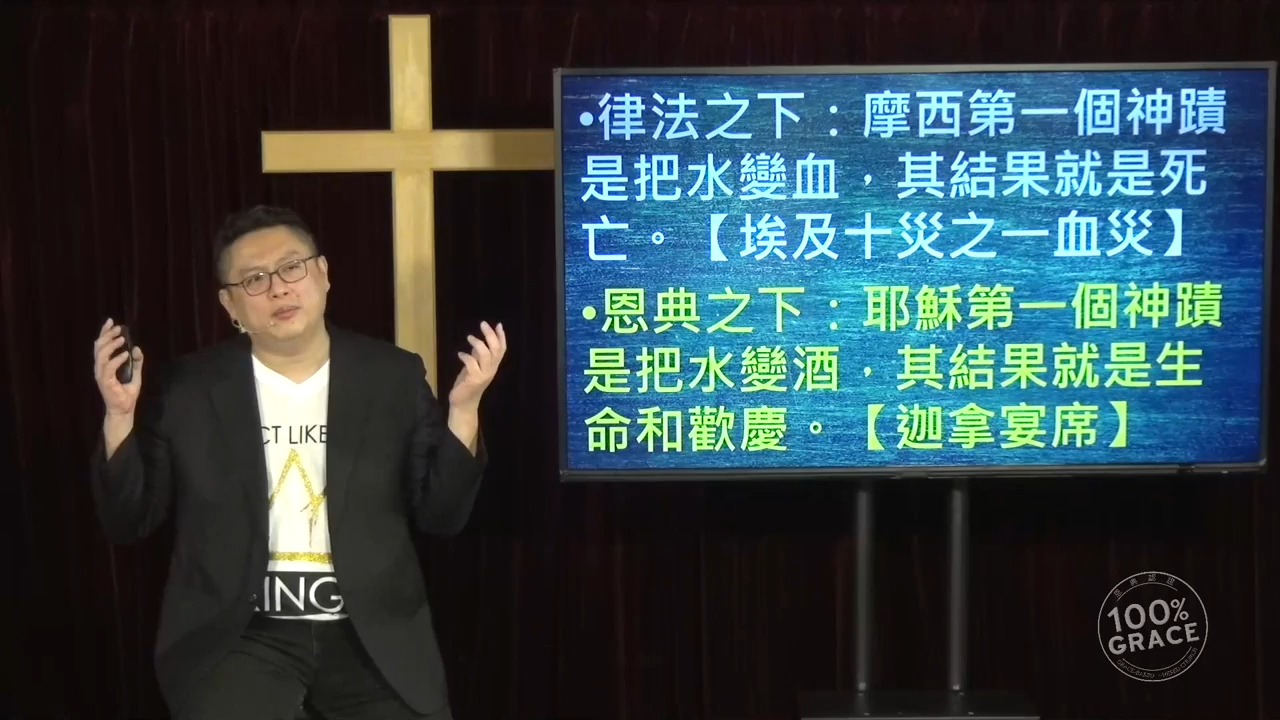 •律法之下：摩西第一個神蹟
是把水變血，其結果就是死
亡。【埃及十災之一血災】
•恩典之下：耶穌第一個神蹟
是把水變酒，其結果就是生
命和歡慶。【迦拿宴席】
CT LIKE
KING
100%
GRACE